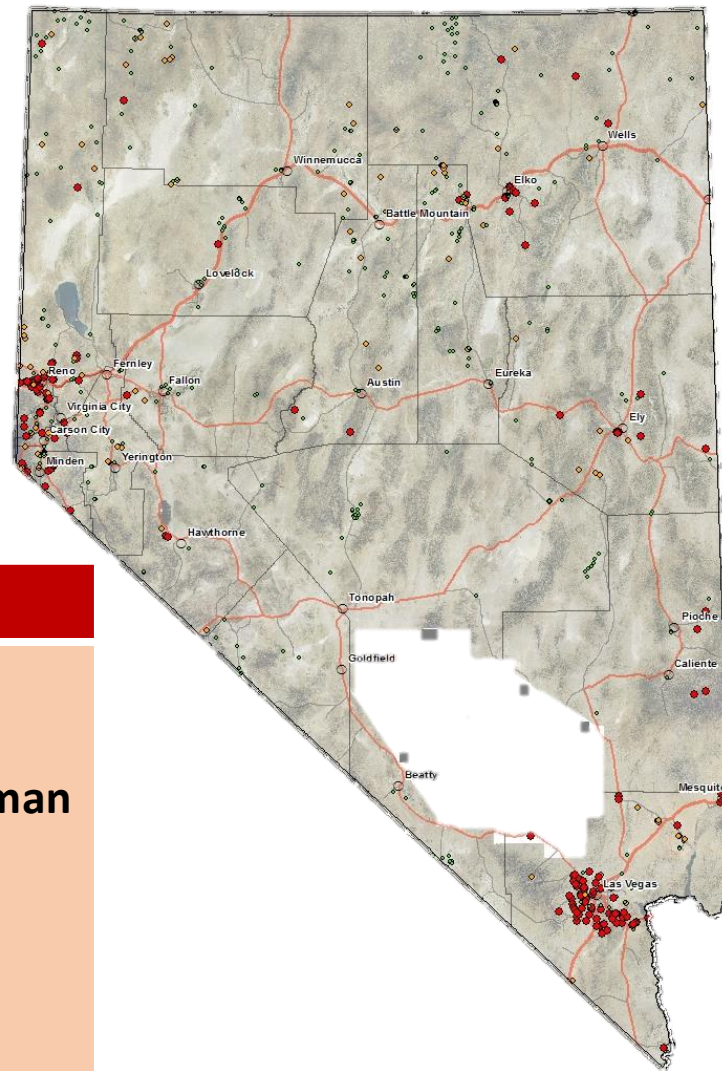 Winnemucca
Wells
Elko
Battle Mountain
Lovelock
Reno
Fernley
Fallon
Austin
Eureka
Virginia City
Ely
Carson City
Minden
Yerington
Hawthorne
Tonopah
Pioche
Goldfield
Caliente
Beatty
Mesquite
man
Las Vegas